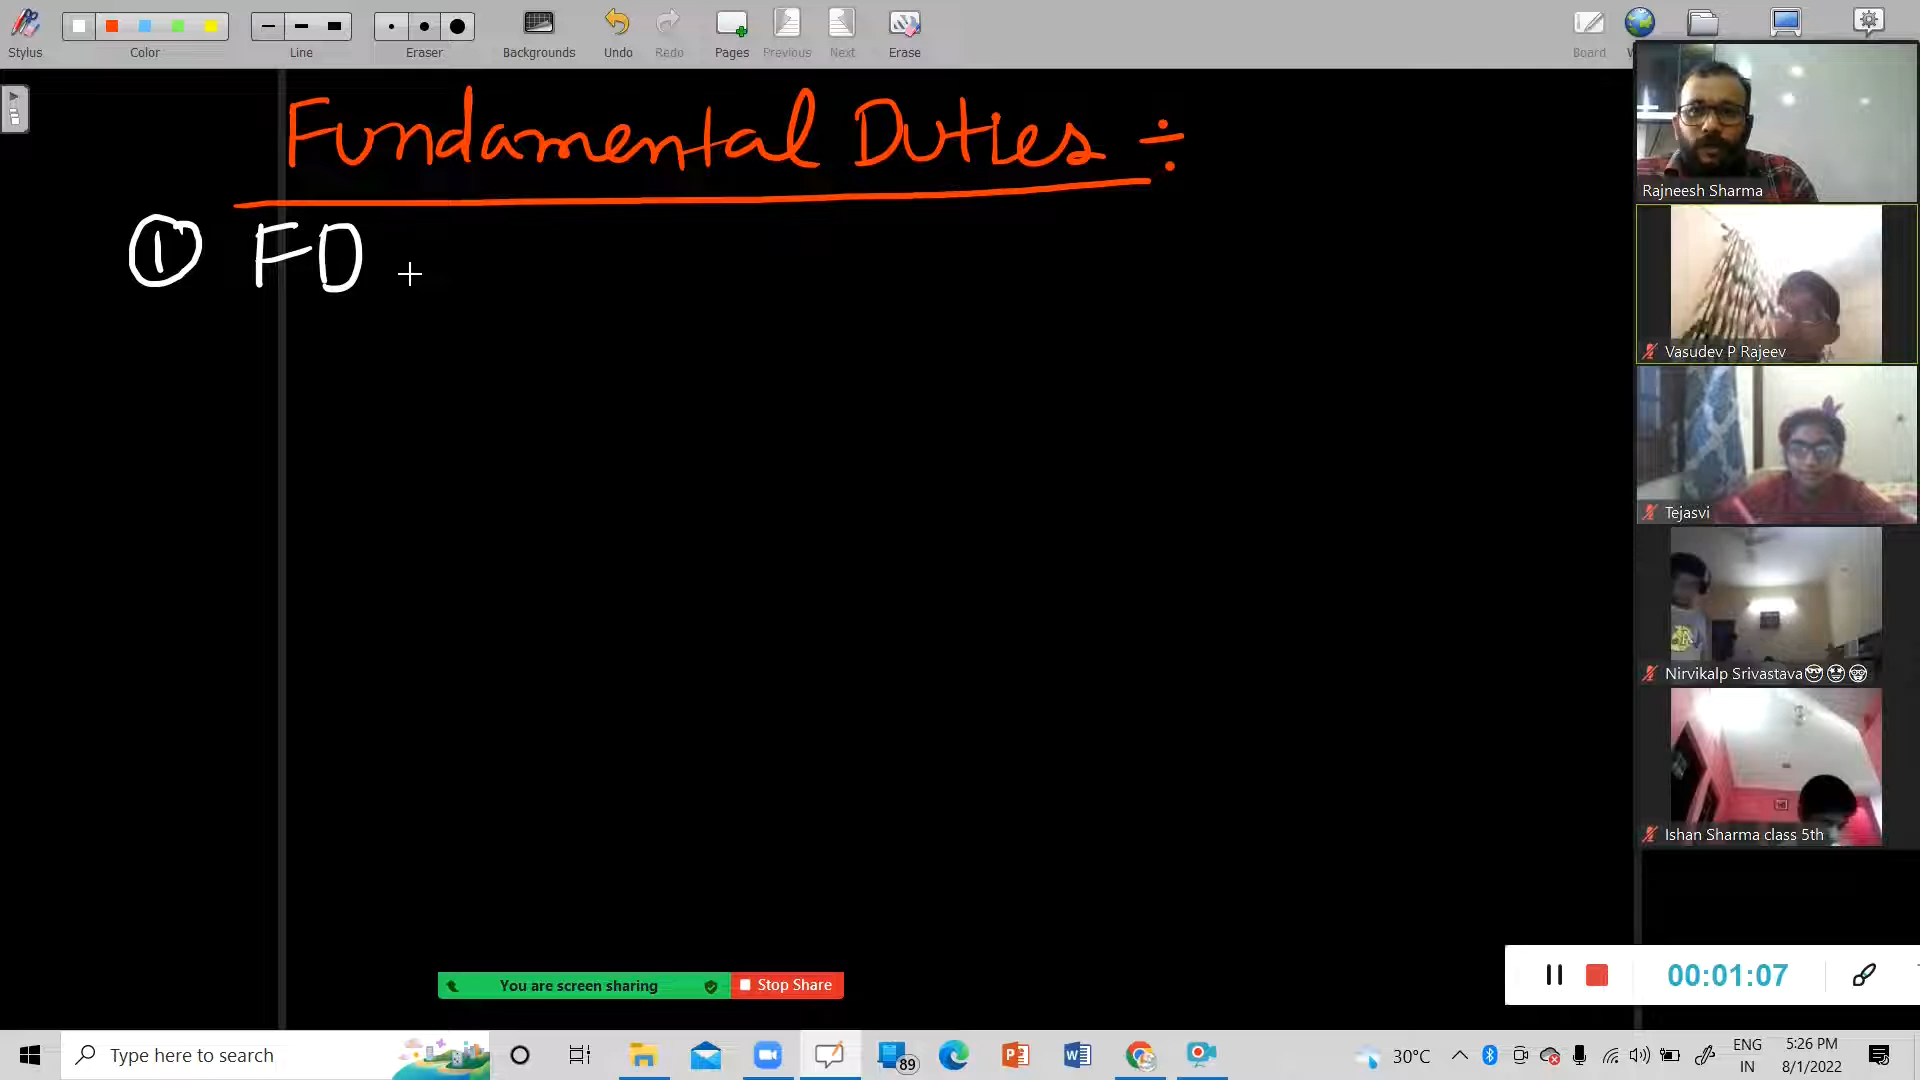 Stylus
Color
Line
Eraser
Backgrounds
Undo
Redo
Pages
Previous
Next
Erase
Board
Fundamental Duties ÷
① FD
Rajneesh Sharma
Vasudev P Rajeev
Tejasvi
Nirvikalp Srivastava😎🤩🤓
Ishan Sharma class 5th
You are screen sharing
Stop Share
00:01:07
Type here to search
89
30°C
ENG
IN
5:26 PM
8/1/2022